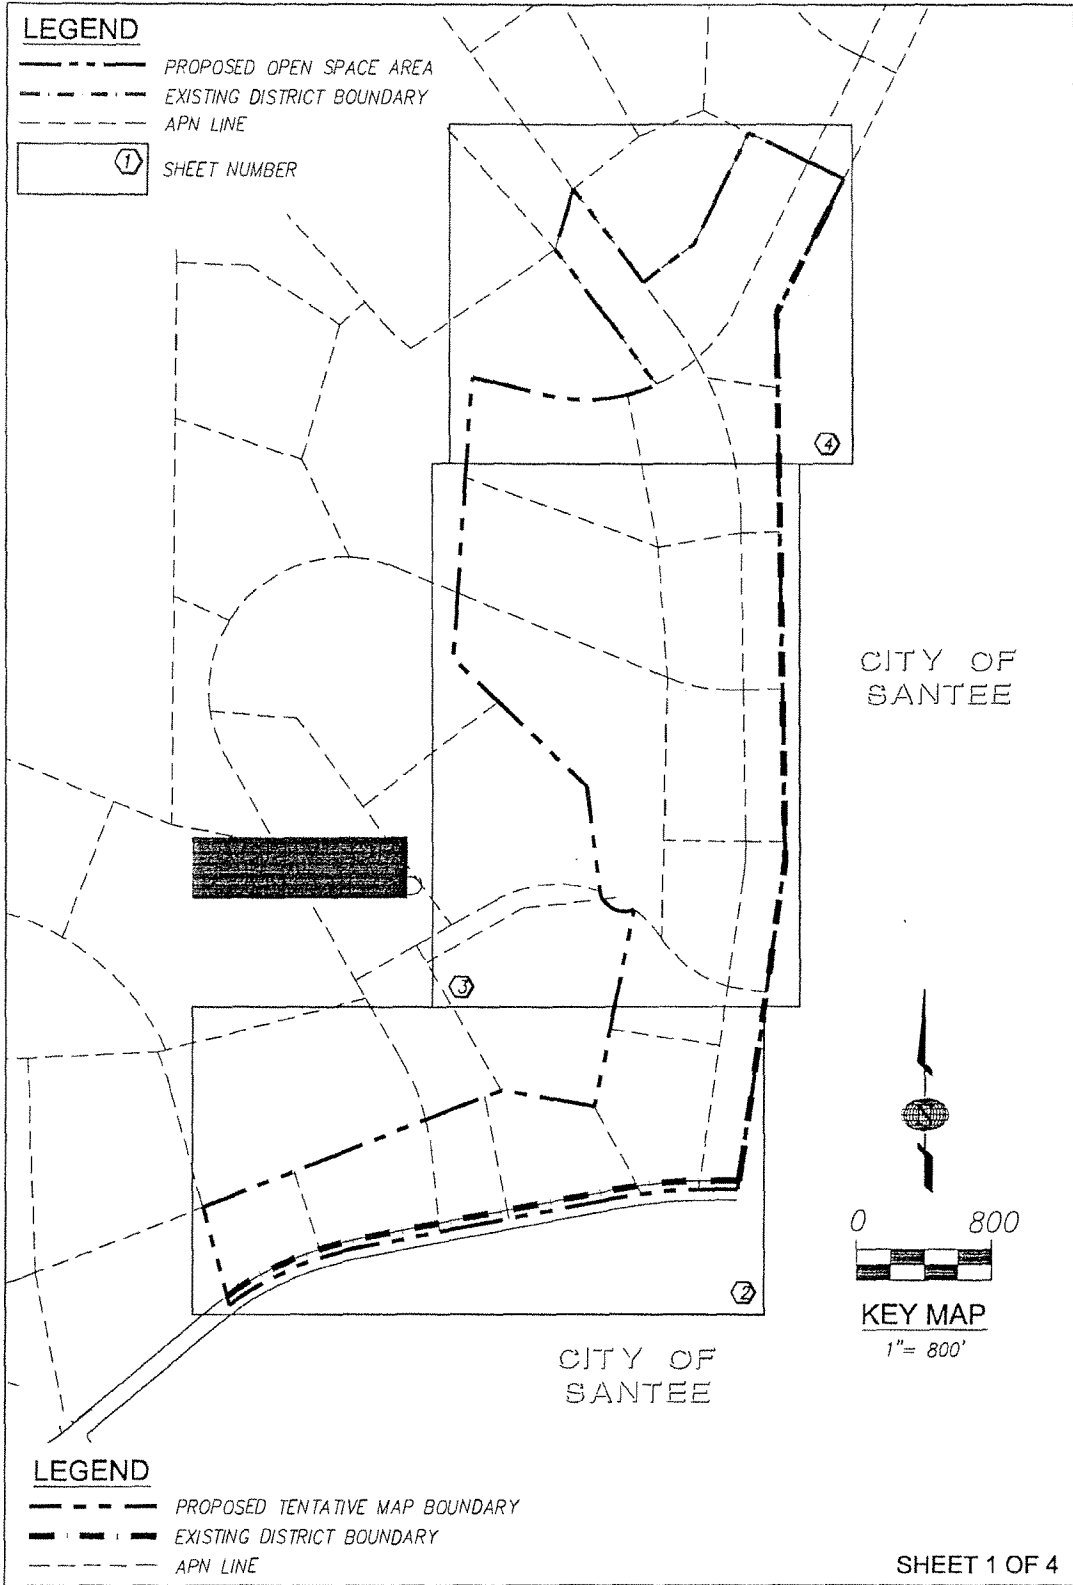 LEGEND
PROPOSED OPEN SPACE AREA
EXISTING DISTRICT BOUNDARY
APN LINE
1 SHEET NUMBER
4
CITY OF
SANTEE
3
N
0 800
2
KEY MAP
1"= 800'
CITY OF
SANTEE
LEGEND
PROPOSED TENTATIVE MAP BOUNDARY
EXISTING DISTRICT BOUNDARY
APN LINE
SHEET 1 OF 4